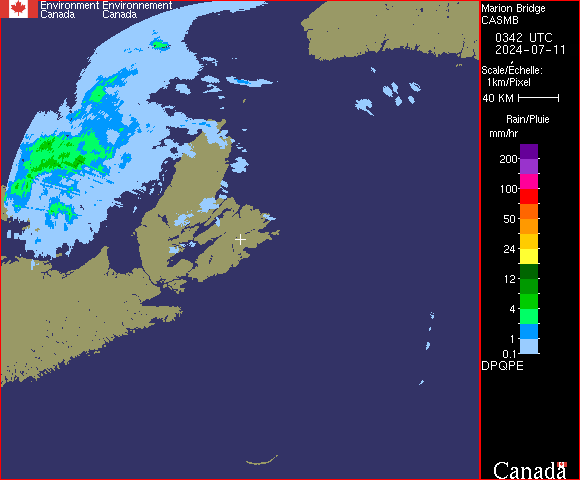 Environment Environnement
Canada Canada
Marion Bridge
CASMB
0342 UTC
2024-07-11
Scale/Echelle:
1km/Pixel
40 KM
Rain/Pluie
mm/hr
200
100
50
24
12
4
1
0.1
DPQPE
Canada